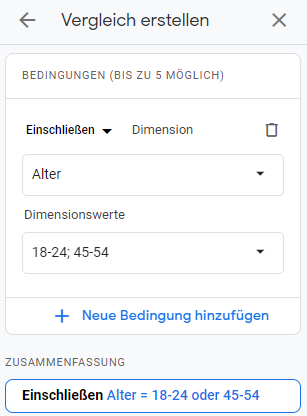 Vergleich erstellen
BEDINGUNGEN (BIS ZU 5 MÖGLICH)
Einschließen Dimension
Alter
Dimensionswerte
18-24; 45-54
Neue Bedingung hinzufügen
ZUSAMMENFASSUNG
Einschließen Alter = 18-24 oder 45-54